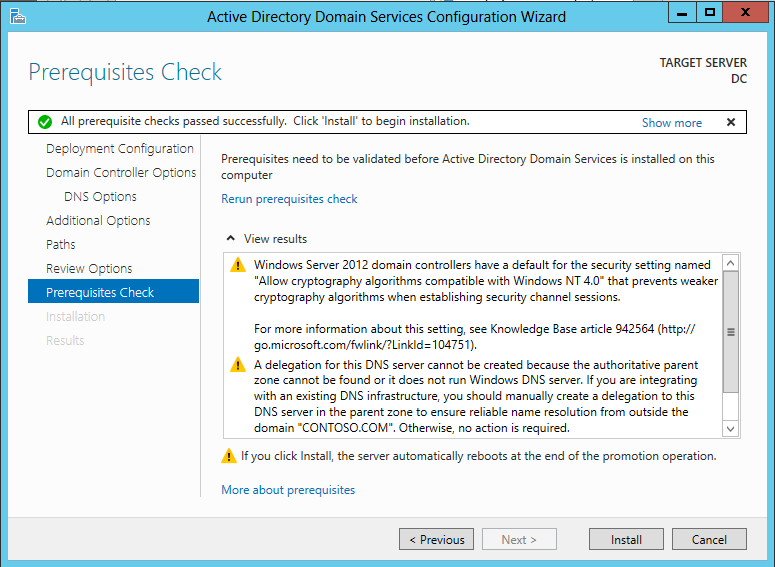 Active Directory Domain Services Configuration Wizard
Prerequisites Check
TARGET SERVER
DC
All prerequisite checks passed successfully.  Click 'Install' to begin installation.
Show more
Deployment Configuration
Domain Controller Options
DNS Options
Additional Options
Paths
Review Options
Prerequisites Check
Installation
Results
Prerequisites need to be validated before Active Directory Domain Services is installed on this
computer
Rerun prerequisites check
View results
Windows Server 2012 domain controllers have a default for the security setting named
"Allow cryptography algorithms compatible with Windows NT 4.0" that prevents weaker
cryptography algorithms when establishing security channel sessions.
For more information about this setting, see Knowledge Base article 942564 (http://
go.microsoft.com/fwlink/?LinkId=104751).
A delegation for this DNS server cannot be created because the authoritative parent
zone cannot be found or it does not run Windows DNS server. If you are integrating
with an existing DNS infrastructure, you should manually create a delegation to this
DNS server in the parent zone to ensure reliable name resolution from outside the
domain "CONTOSO.COM". Otherwise, no action is required.
If you click Install, the server automatically reboots at the end of the promotion operation.
More about prerequisites
< Previous
Next >
Install
Cancel